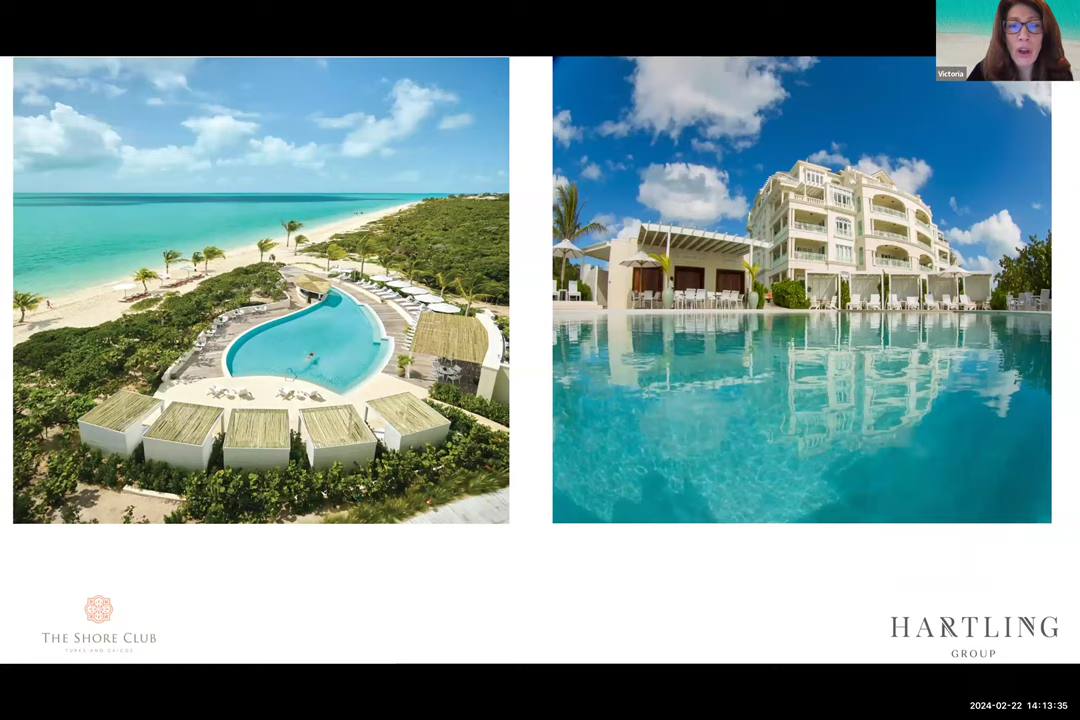 Victoria
THE SHORE CLUB
TURKS AND CAICOS
HARTLING
GROUP
2024-02-22 14:13:35